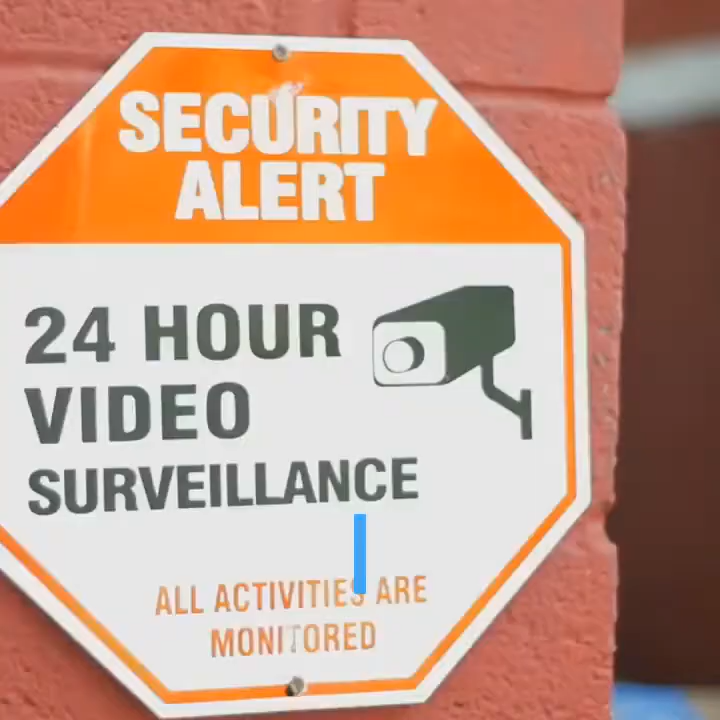 SECURITY
ALERT
24 HOUR
VIDEO
SURVEILLANCE
ALL ACTIVITIES ARE
MONITORED